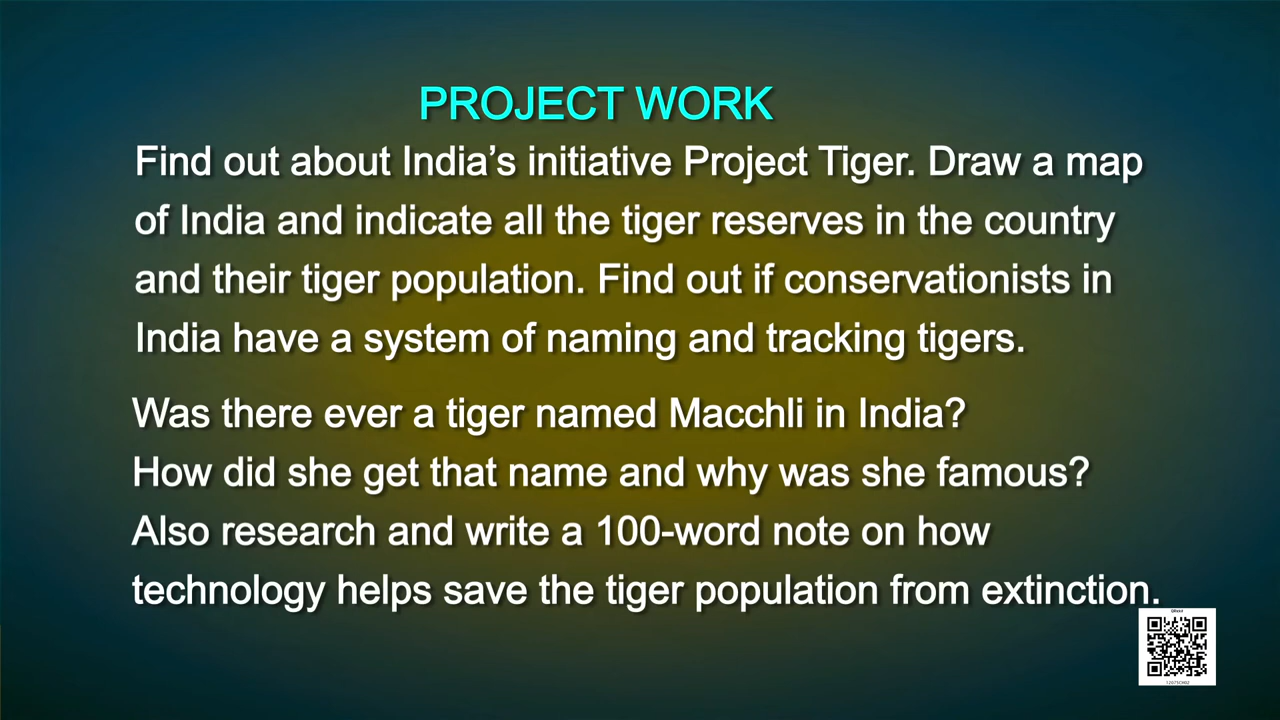 PROJECT WORK
Find out about India’s initiative Project Tiger. Draw a map
of India and indicate all the tiger reserves in the country
and their tiger population. Find out if conservationists in
India have a system of naming and tracking tigers.
Was there ever a tiger named Macchli in India?
How did she get that name and why was she famous?
Also research and write a 100-word note on how
technology helps save the tiger population from extinction.